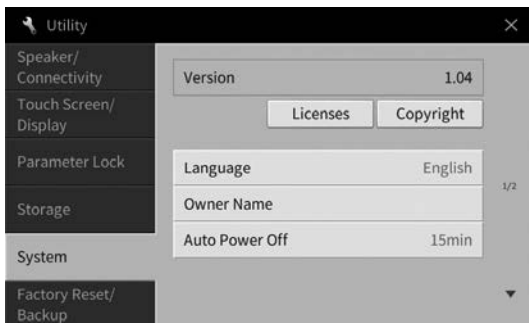 Utility
Speaker/
Connectivity
Touch Screen/
Display
Parameter Lock
Storage
System
Factory Reset/
Backup
Version 1.04
Licenses Copyright
Language English
Owner Name
Auto Power Off 15min
1/2